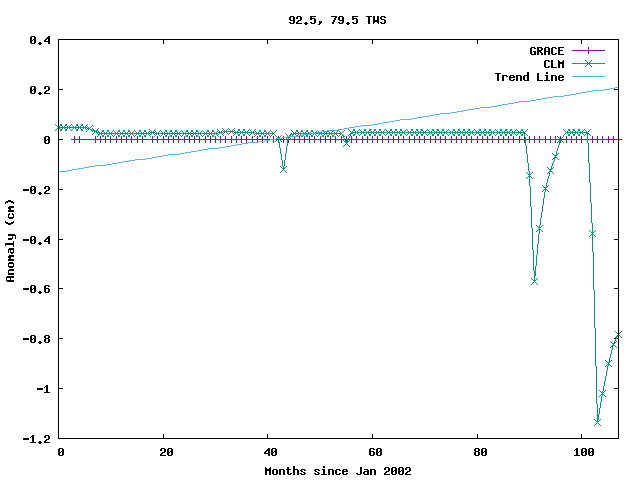 92.5, 79.5 TWS
GRACE
CLM
Trend Line
0.4
0.2
0
-0.2
-0.4
-0.6
-0.8
-1
-1.2
Anomaly (cm)
0 20 40 60 80 100
Months since Jan 2002